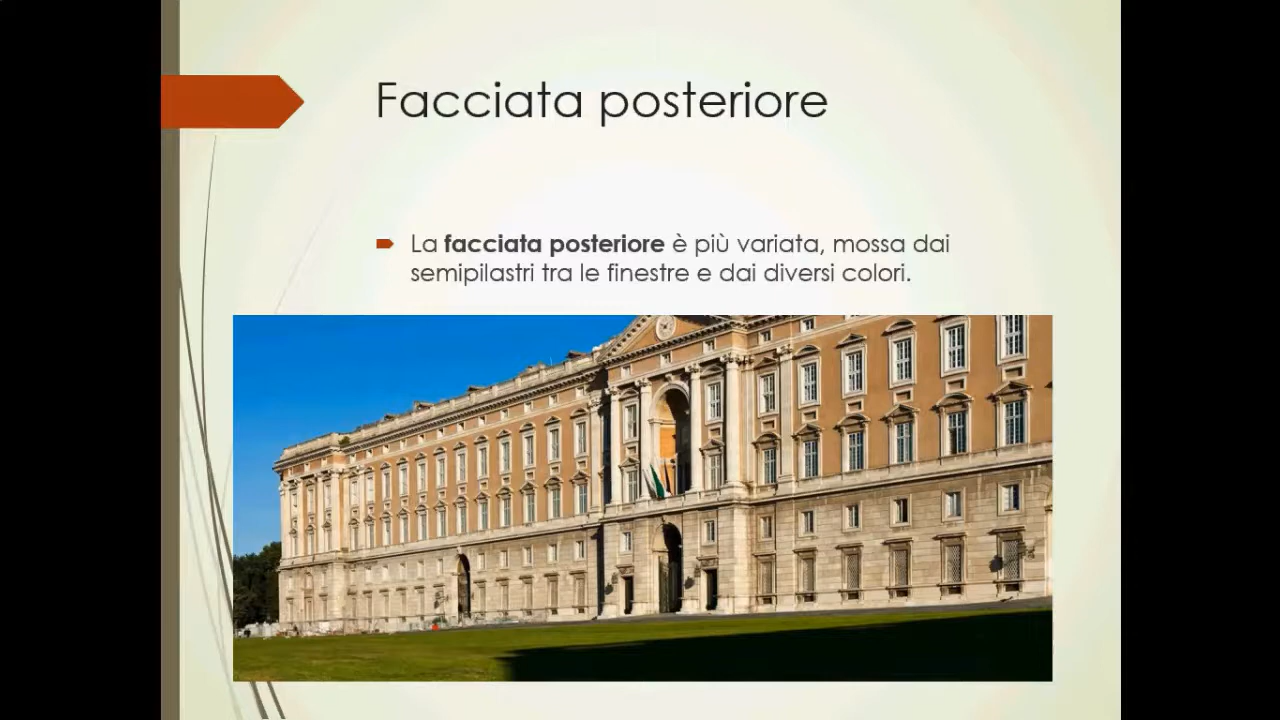 Facciata posteriore
La facciata posteriore è più variata, mossa dai
semipilastri tra le finestre e dai diversi colori.